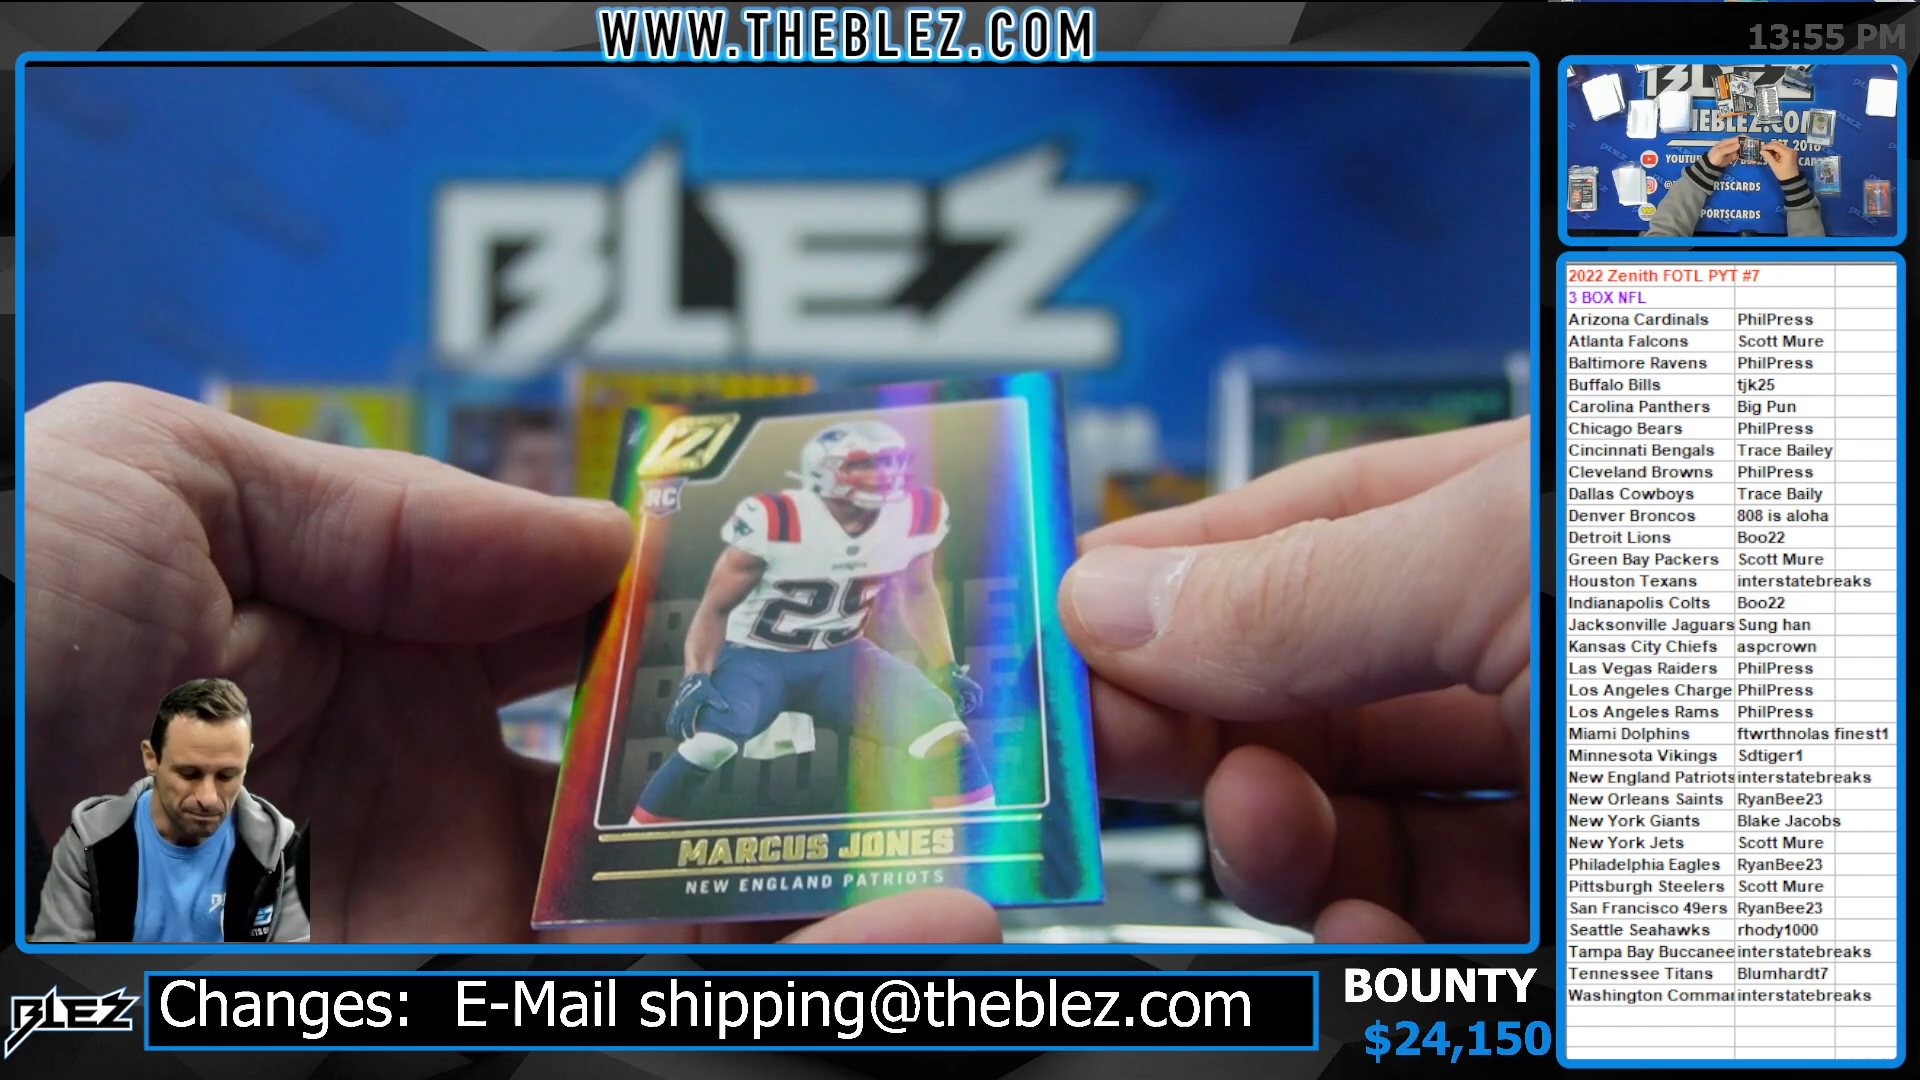 WWW.THEBLEZ.COM
13:55 PM
BLEZ
Z
RC
25
MARCUS JONES
NEW ENGLAND PATRIOTS
2022 Zenith FOTL PYT #7
3 BOX NFL
Arizona Cardinals PhilPress
Atlanta Falcons Scott Mure
Baltimore Ravens PhilPress
Buffalo Bills tjk25
Carolina Panthers Big Pun
Chicago Bears PhilPress
Cincinnati Bengals Trace Bailey
Cleveland Browns PhilPress
Dallas Cowboys Trace Baily
Denver Broncos 808 is aloha
Detroit Lions Boo22
Green Bay Packers Scott Mure
Houston Texans interstatebreaks
Indianapolis Colts Boo22
Jacksonville Jaguars Sung han
Kansas City Chiefs aspcrown
Las Vegas Raiders PhilPress
Los Angeles Charge PhilPress
Los Angeles Rams PhilPress
Miami Dolphins ftwrthnolas finest1
Minnesota Vikings Sdtiger1
New England Patriots interstatebreaks
New Orleans Saints RyanBee23
New York Giants Blake Jacobs
New York Jets Scott Mure
Philadelphia Eagles RyanBee23
Pittsburgh Steelers Scott Mure
San Francisco 49ers RyanBee23
Seattle Seahawks rhody1000
Tampa Bay Buccanee interstatebreaks
Tennessee Titans Blumhardt7
Washington Comma interstatebreaks
BLEZ
Changes: E-Mail shipping@theblez.com
BOUNTY
$24,150